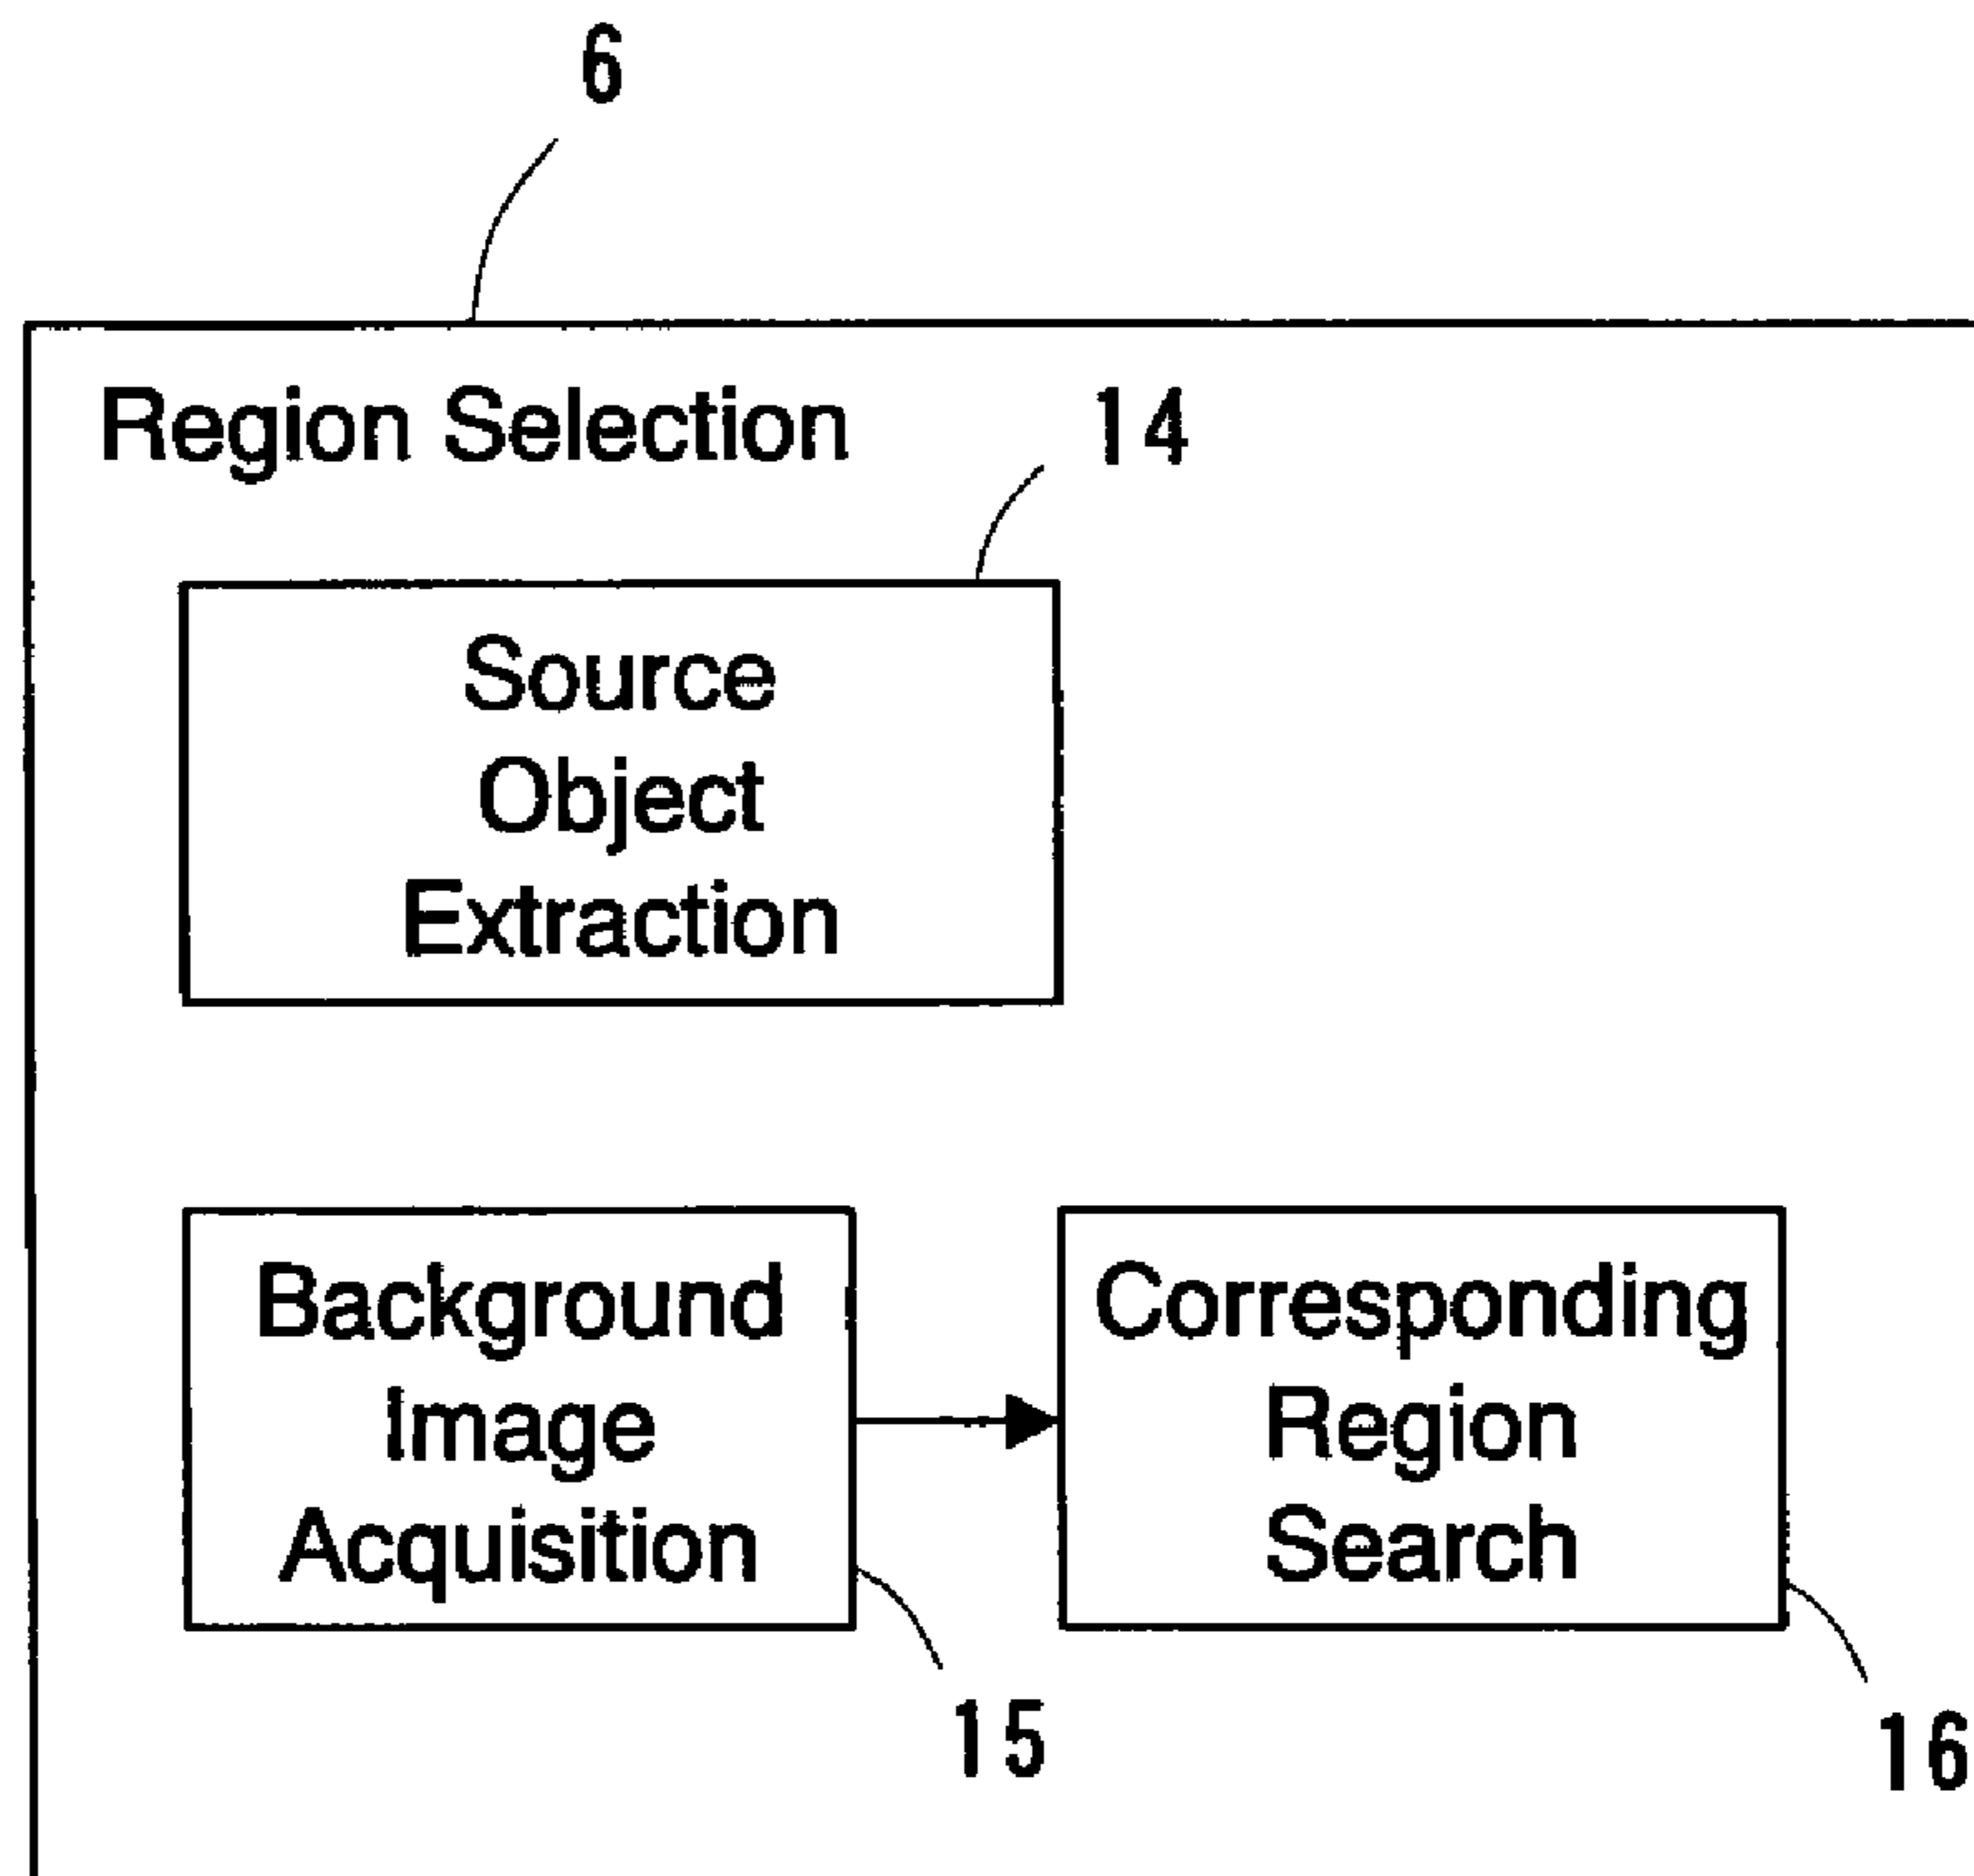 6
Region Selection
14
Source
Object
Extraction
Background
Image
Acquisition
Corresponding
Region
Search
15
16